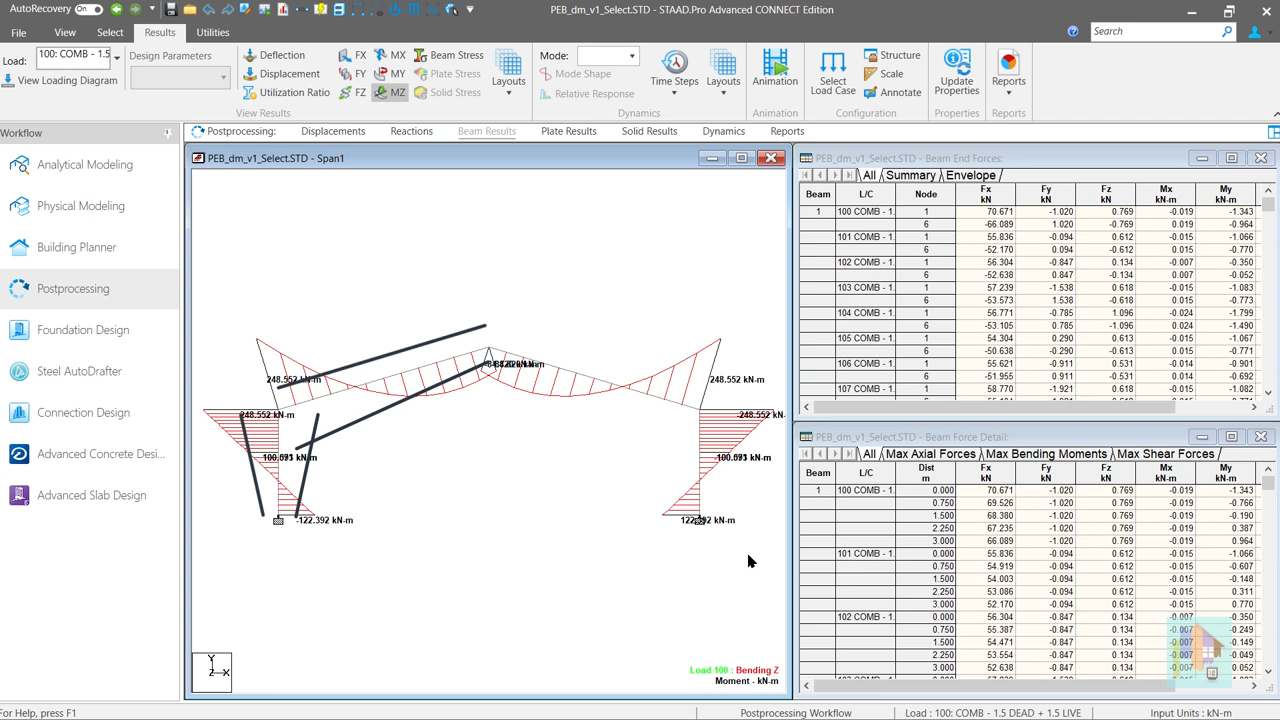 AutoRecovery On
PEB_dm_v1_Select.STD - STAAD.Pro Advanced CONNECT Edition
File View Select Results Utilities
Search
Load: 100: COMB - 1.5
View Loading Diagram
Design Parameters
Deflection
Displacement
Utilization Ratio
FX MX Beam Stress
FY MY Plate Stress
FZ MZ Solid Stress
Layouts
View Results
Mode:
Mode Shape
Relative Response
Time Steps
Layouts
Dynamics
Animation
Animation
Select Load Case
Structure
Scale
Annotate
Configuration
Update Properties
Properties
Reports
Reports
Workflow
Postprocessing: Displacements Reactions Beam Results Plate Results Solid Results Dynamics Reports
Analytical Modeling
Physical Modeling
Building Planner
Postprocessing
Foundation Design
Steel AutoDrafter
Connection Design
Advanced Concrete Desi...
Advanced Slab Design
PEB_dm_v1_Select.STD - Span1
248.552 kN-m
248.552 kN-m
248.552 kN-m
-248.552 kN-m
-122.392 kN-m
Y
Z X
Load 100 : Bending Z
Moment - kN-m
PEB_dm_v1_Select.STD - Beam End Forces:
All Summary Envelope
Beam L/C Node Fx kN Fy kN Fz kN Mx kN-m My kN-m
1 100 COMB - 1. 1 70.671 -1.020 0.769 -0.019 -1.343
6 -66.089 1.020 -0.769 0.019 -0.964
101 COMB - 1. 1 55.836 0.094 0.612 0.015 -1.066
6 -52.170 0.094 -0.612 0.015 -0.770
102 COMB - 1. 1 56.304 -0.847 0.134 -0.007 -0.350
6 -52.638 0.847 -0.134 0.007 -0.052
103 COMB - 1. 1 57.239 -1.538 0.618 -0.015 -1.083
6 -53.573 1.538 -0.618 0.015 -0.773
104 COMB - 1. 1 56.771 -0.785 1.096 -0.024 -1.799
6 -53.105 0.785 -1.096 0.024 -1.490
105 COMB - 1. 1 54.304 0.290 0.613 0.015 -1.067
6 -50.638 -0.290 -0.613 0.015 -0.771
106 COMB - 1. 1 55.621 -0.911 0.531 -0.014 -0.901
6 -51.955 0.911 -0.531 0.014 -0.692
107 COMB - 1. 1 58.770 -1.921 0.618 -0.015 -1.082
PEB_dm_v1_Select.STD - Beam Force Detail:
All Max Axial Forces Max Bending Moments Max Shear Forces
Beam L/C Dist m Fx kN Fy kN Fz kN Mx kN-m My kN-m
1 100 COMB - 1. 0.000 70.671 -1.020 0.769 -0.019 -1.343
0.750 69.526 -1.020 0.769 -0.019 -0.766
1.500 68.380 -1.020 0.769 -0.019 -0.190
2.250 67.235 -1.020 0.769 -0.019 0.387
3.000 66.089 -1.020 0.769 -0.019 0.964
101 COMB - 1. 0.000 55.836 -0.094 0.612 -0.015 -1.066
0.750 54.919 -0.094 0.612 -0.015 -0.607
1.500 54.003 -0.094 0.612 -0.015 -0.148
2.250 53.086 -0.094 0.612 -0.015 0.311
3.000 52.170 -0.094 0.612 -0.015 0.770
102 COMB - 1. 0.000 56.304 -0.847 0.134 -0.007 -0.350
0.750 55.387 -0.847 0.134 -0.007 -0.249
1.500 54.471 -0.847 0.134 -0.007 -0.149
2.250 53.554 -0.847 0.134 -0.007 -0.049
3.000 52.638 -0.847 0.134 -0.007 0.052
For Help, press F1
Postprocessing Workflow
Load : 100: COMB - 1.5 DEAD + 1.5 LIVE
Input Units : kN-m